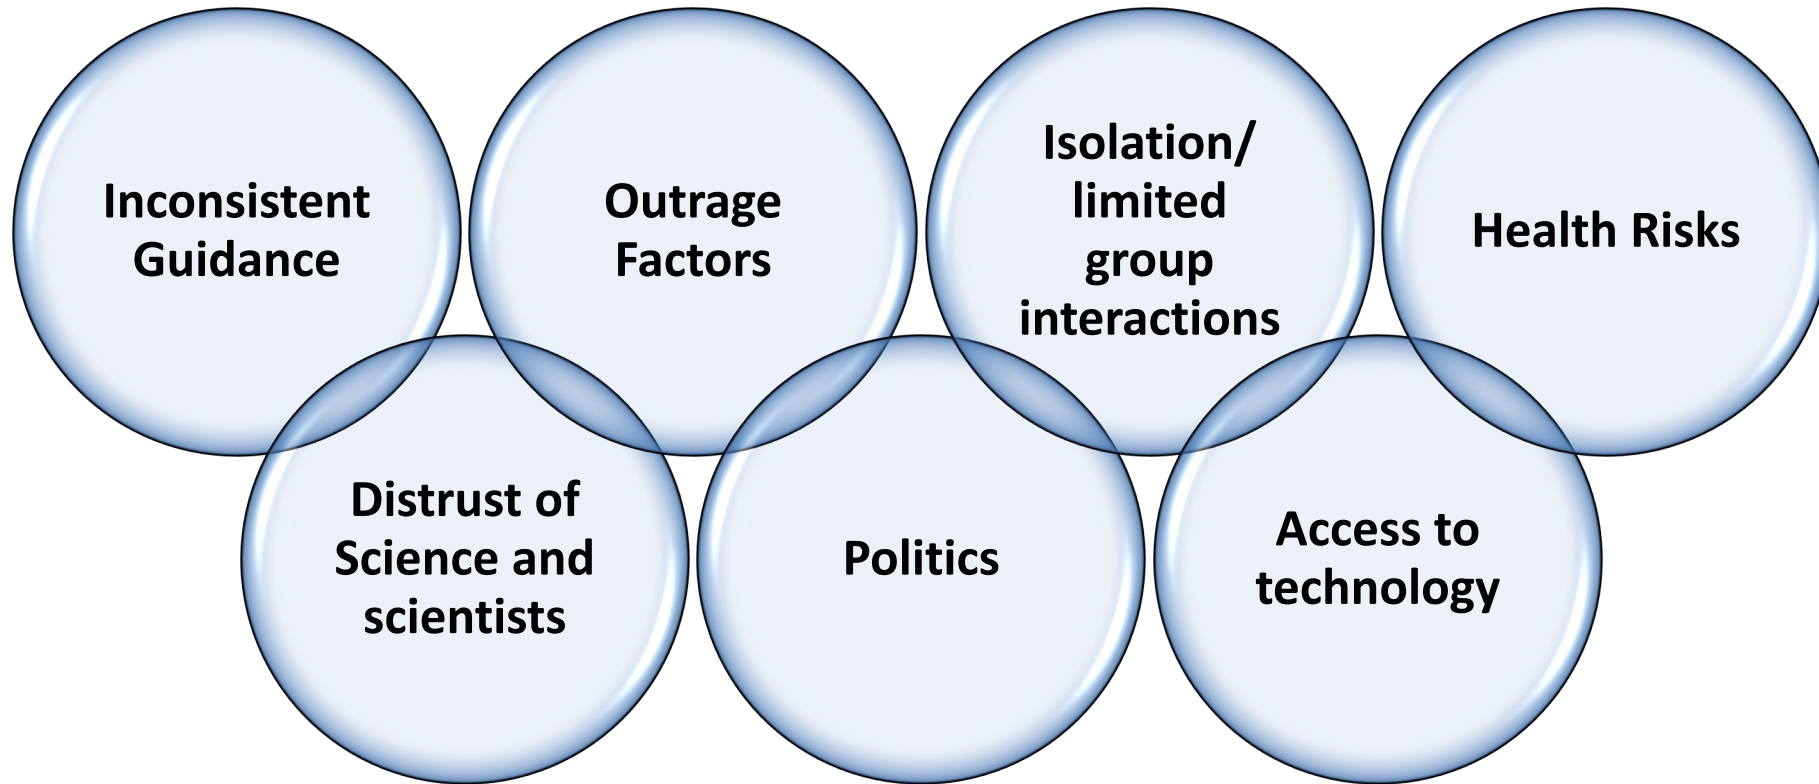 Inconsistent
Guidance
Outrage
Factors
Isolation/
limited
group
interactions
Health Risks
Distrust of
Science and
scientists
Politics
Access to
technology